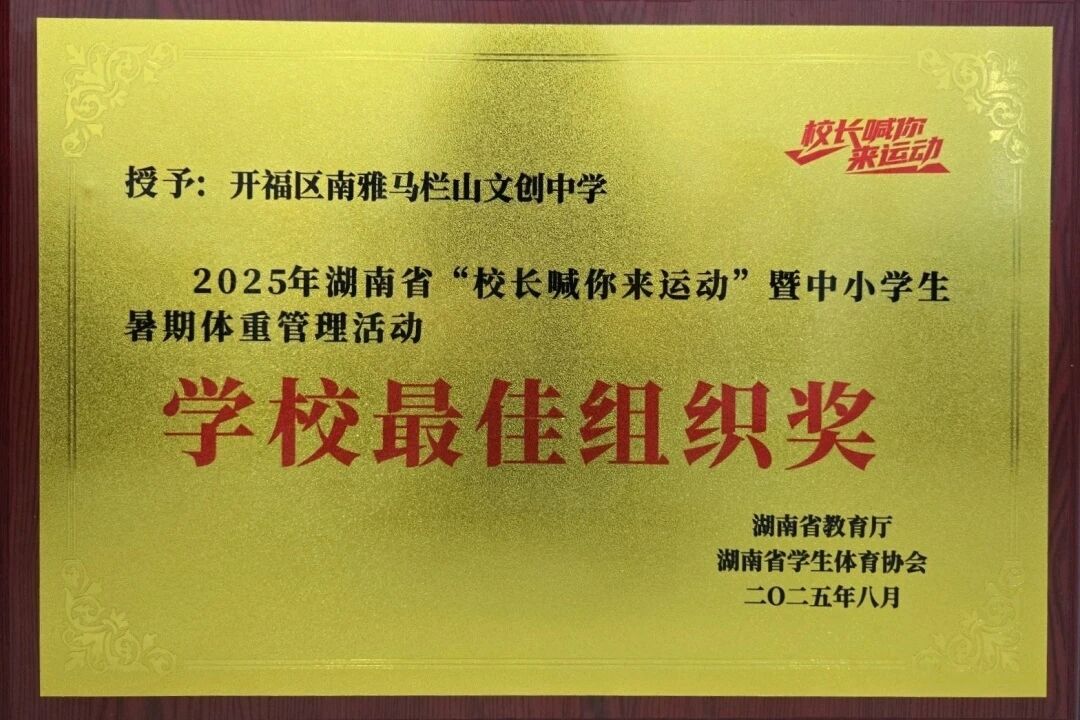 校长喊你
来运动
授予：开福区南雅马栏山文创中学
2025年湖南省“校长喊你来运动”暨中小学生
暑期体重管理活动
学校最佳组织奖
湖南省教育厅
湖南省学生体育协会
二〇二五年八月